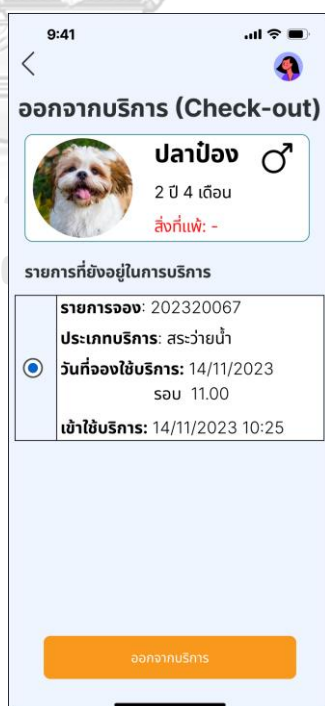 9:41
ออกจากบริการ (Check-out)
ปลาป๋อง
2 ปี 4 เดือน
สิ่งที่แพ้: -
รายการที่ยังอยู่ในการบริการ
รายการจอง: 202320067
ประเภทบริการ: สระว่ายน้ำ
วันที่จองใช้บริการ: 14/11/2023
รอบ 11.00
เข้าใช้บริการ: 14/11/2023 10:25
ออกจากบริการ